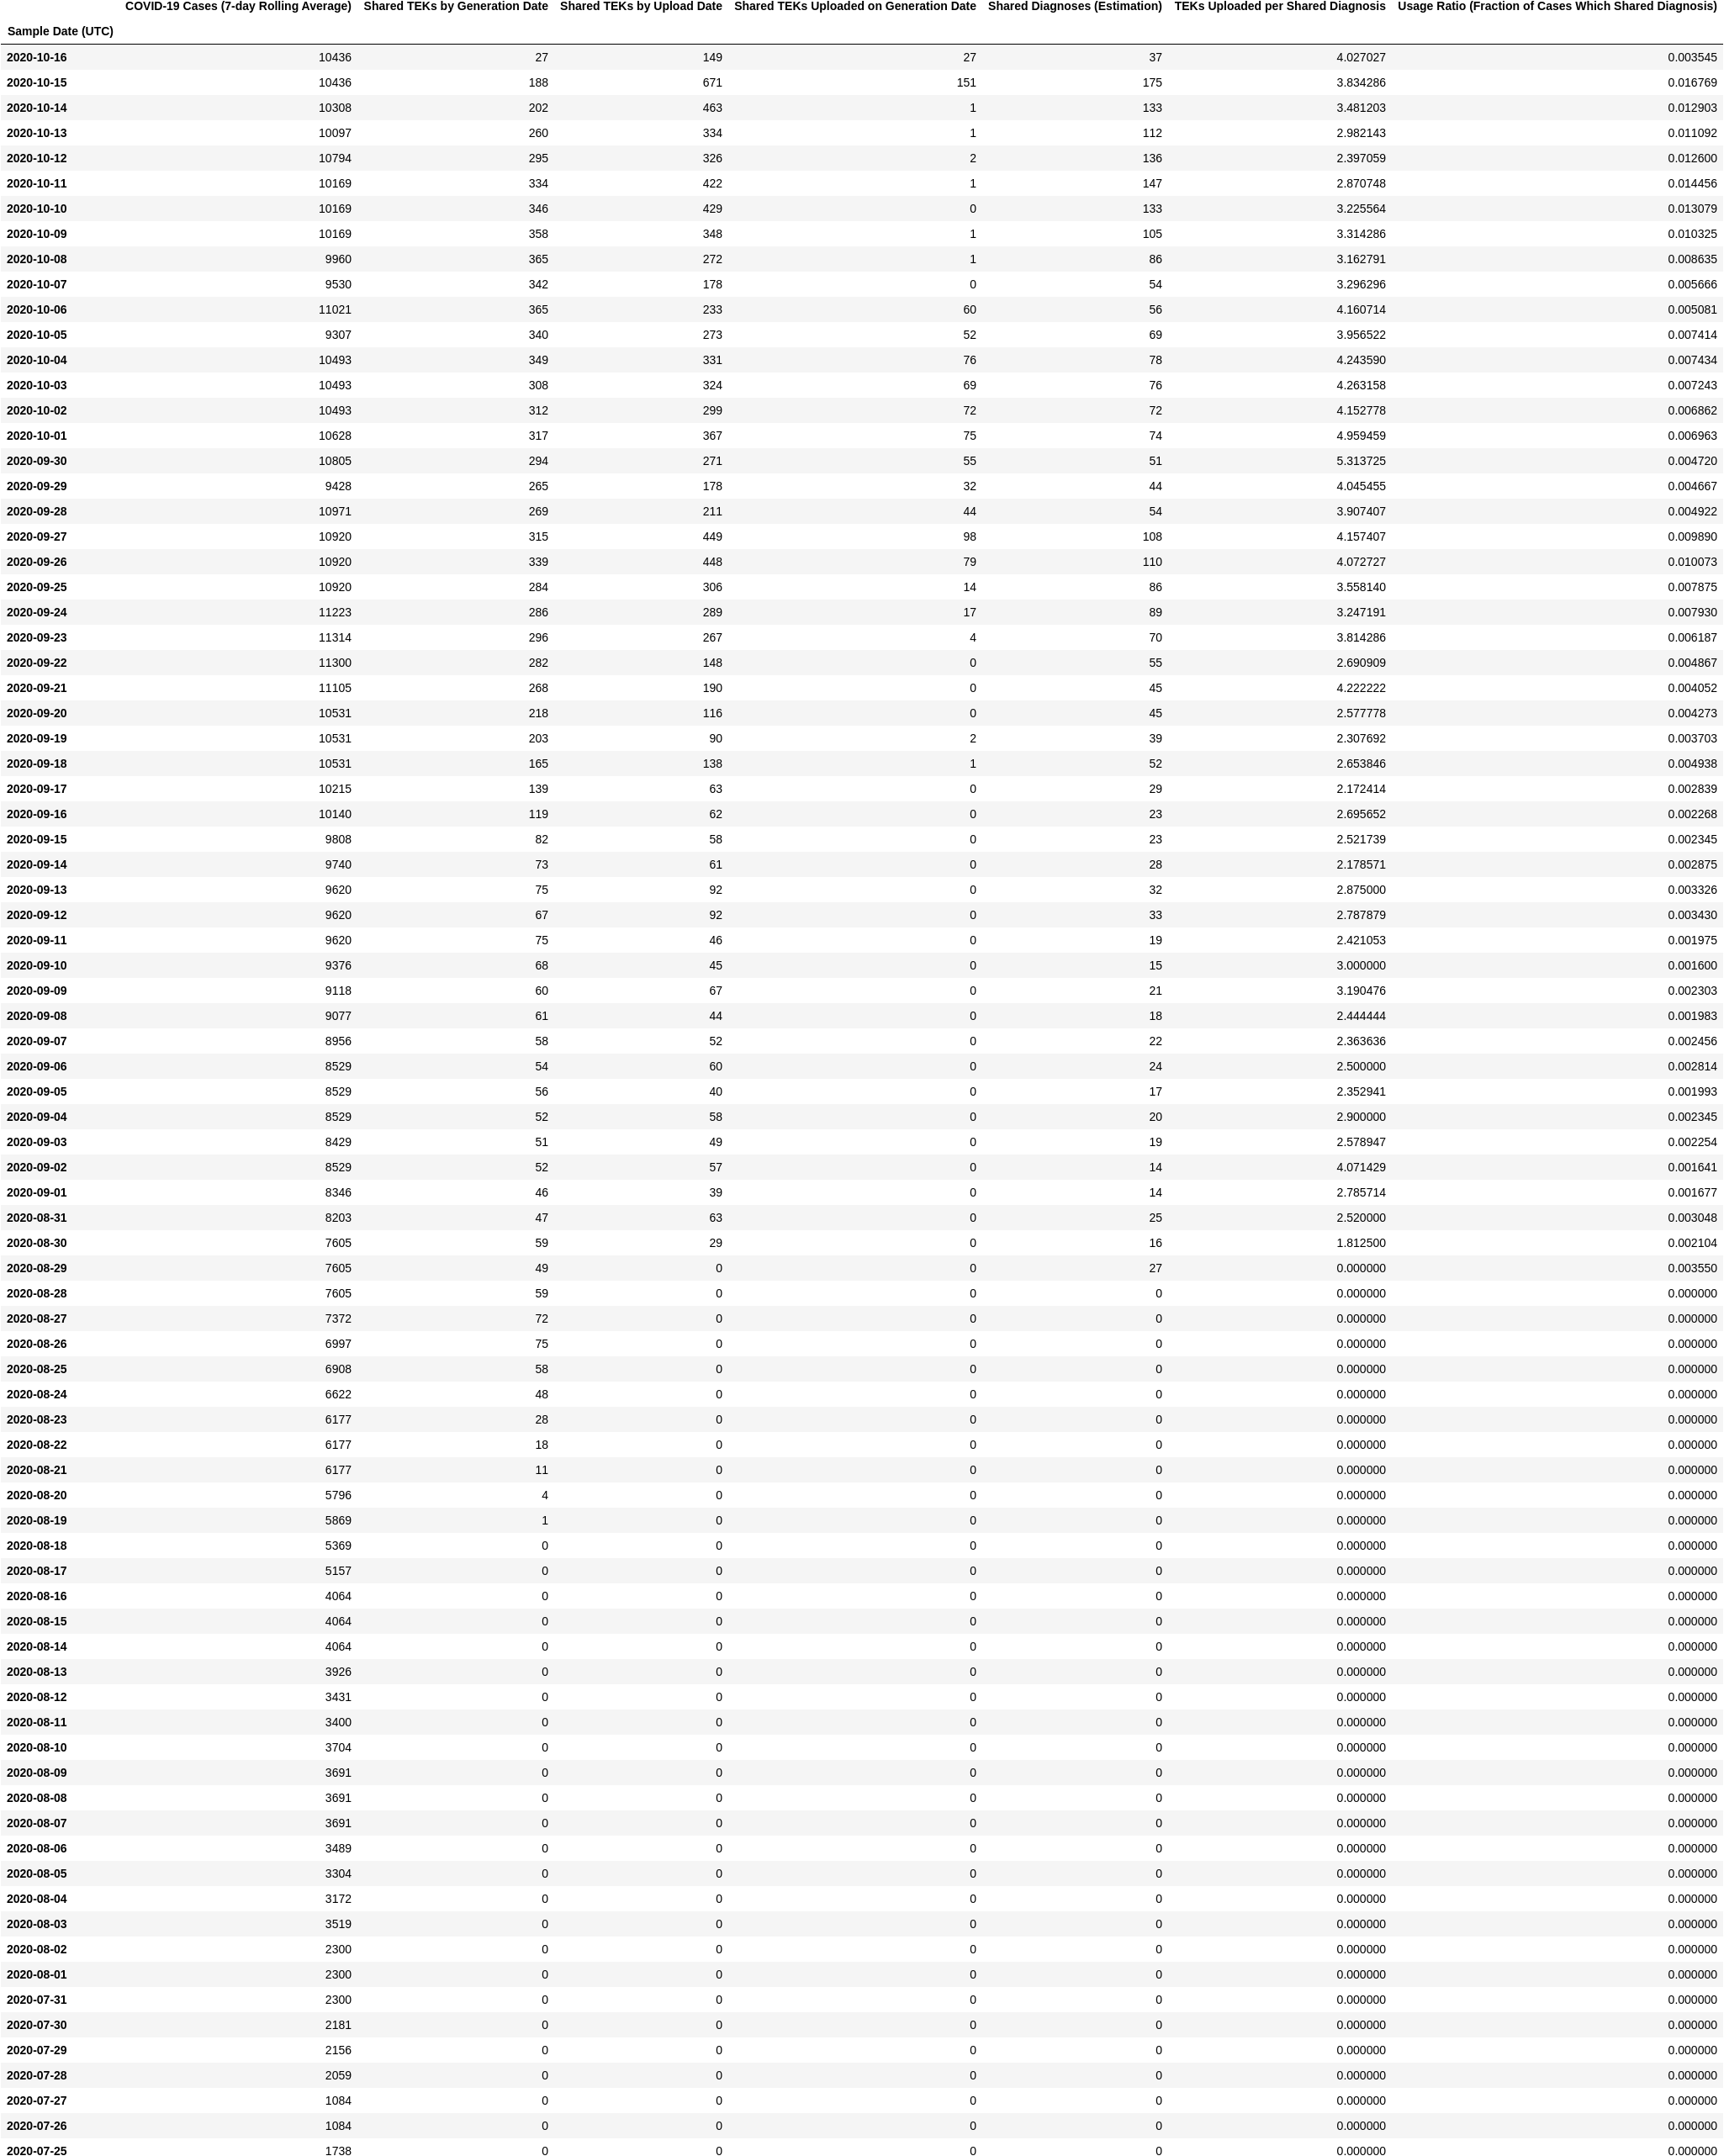 COVID-19 Cases (7-day Rolling Average) Shared TEKs by Generation Date Shared TEKs by Upload Date Shared TEKs Uploaded on Generation Date Shared Diagnoses (Estimation) TEKs Uploaded per Shared Diagnosis Usage Ratio (Fraction of Cases Which Shared Diagnosis)
Sample Date (UTC)
2020-10-16 10436 27 149 27 37 4.027027 0.003545
2020-10-15 10436 188 671 151 175 3.834286 0.016769
2020-10-14 10308 202 463 1 133 3.481203 0.012903
2020-10-13 10097 260 334 1 112 2.982143 0.011092
2020-10-12 10794 295 326 2 136 2.397059 0.012600
2020-10-11 10169 334 422 1 147 2.870748 0.014456
2020-10-10 10169 346 429 0 133 3.225564 0.013079
2020-10-09 10169 358 348 1 105 3.314286 0.010325
2020-10-08 9960 365 272 1 86 3.162791 0.008635
2020-10-07 9530 342 178 0 54 3.296296 0.005666
2020-10-06 11021 365 233 60 56 4.160714 0.005081
2020-10-05 9307 340 273 52 69 3.956522 0.007414
2020-10-04 10493 349 331 76 78 4.243590 0.007434
2020-10-03 10493 308 324 69 76 4.263158 0.007243
2020-10-02 10493 312 299 72 72 4.152778 0.006862
2020-10-01 10628 317 367 75 74 4.959459 0.006963
2020-09-30 10805 294 271 55 51 5.313725 0.004720
2020-09-29 9428 265 178 32 44 4.045455 0.004667
2020-09-28 10971 269 211 44 54 3.907407 0.004922
2020-09-27 10920 315 449 98 108 4.157407 0.009890
2020-09-26 10920 339 448 79 110 4.072727 0.010073
2020-09-25 10920 284 306 14 86 3.558140 0.007875
2020-09-24 11223 286 289 17 89 3.247191 0.007930
2020-09-23 11314 296 267 4 70 3.814286 0.006187
2020-09-22 11300 282 148 0 55 2.690909 0.004867
2020-09-21 11105 268 190 0 45 4.222222 0.004052
2020-09-20 10531 218 116 0 45 2.577778 0.004273
2020-09-19 10531 203 90 2 39 2.307692 0.003703
2020-09-18 10531 165 138 1 52 2.653846 0.004938
2020-09-17 10215 139 63 0 29 2.172414 0.002839
2020-09-16 10140 119 62 0 23 2.695652 0.002268
2020-09-15 9808 82 58 0 23 2.521739 0.002345
2020-09-14 9740 73 61 0 28 2.178571 0.002875
2020-09-13 9620 75 92 0 32 2.875000 0.003326
2020-09-12 9620 67 92 0 33 2.787879 0.003430
2020-09-11 9620 75 46 0 19 2.421053 0.001975
2020-09-10 9376 68 45 0 15 3.000000 0.001600
2020-09-09 9118 60 67 0 21 3.190476 0.002303
2020-09-08 9077 61 44 0 18 2.444444 0.001983
2020-09-07 8956 58 52 0 22 2.363636 0.002456
2020-09-06 8529 54 60 0 24 2.500000 0.002814
2020-09-05 8529 56 40 0 17 2.352941 0.001993
2020-09-04 8529 52 58 0 20 2.900000 0.002345
2020-09-03 8429 51 49 0 19 2.578947 0.002254
2020-09-02 8529 52 57 0 14 4.071429 0.001641
2020-09-01 8346 46 39 0 14 2.785714 0.001677
2020-08-31 8203 47 63 0 25 2.520000 0.003048
2020-08-30 7605 59 29 0 16 1.812500 0.002104
2020-08-29 7605 49 0 0 27 0.000000 0.003550
2020-08-28 7605 59 0 0 0 0.000000 0.000000
2020-08-27 7372 72 0 0 0 0.000000 0.000000
2020-08-26 6997 75 0 0 0 0.000000 0.000000
2020-08-25 6908 58 0 0 0 0.000000 0.000000
2020-08-24 6622 48 0 0 0 0.000000 0.000000
2020-08-23 6177 28 0 0 0 0.000000 0.000000
2020-08-22 6177 18 0 0 0 0.000000 0.000000
2020-08-21 6177 11 0 0 0 0.000000 0.000000
2020-08-20 5796 4 0 0 0 0.000000 0.000000
2020-08-19 5869 1 0 0 0 0.000000 0.000000
2020-08-18 5369 0 0 0 0 0.000000 0.000000
2020-08-17 5157 0 0 0 0 0.000000 0.000000
2020-08-16 4064 0 0 0 0 0.000000 0.000000
2020-08-15 4064 0 0 0 0 0.000000 0.000000
2020-08-14 4064 0 0 0 0 0.000000 0.000000
2020-08-13 3926 0 0 0 0 0.000000 0.000000
2020-08-12 3431 0 0 0 0 0.000000 0.000000
2020-08-11 3400 0 0 0 0 0.000000 0.000000
2020-08-10 3704 0 0 0 0 0.000000 0.000000
2020-08-09 3691 0 0 0 0 0.000000 0.000000
2020-08-08 3691 0 0 0 0 0.000000 0.000000
2020-08-07 3691 0 0 0 0 0.000000 0.000000
2020-08-06 3489 0 0 0 0 0.000000 0.000000
2020-08-05 3304 0 0 0 0 0.000000 0.000000
2020-08-04 3172 0 0 0 0 0.000000 0.000000
2020-08-03 3519 0 0 0 0 0.000000 0.000000
2020-08-02 2300 0 0 0 0 0.000000 0.000000
2020-08-01 2300 0 0 0 0 0.000000 0.000000
2020-07-31 2300 0 0 0 0 0.000000 0.000000
2020-07-30 2181 0 0 0 0 0.000000 0.000000
2020-07-29 2156 0 0 0 0 0.000000 0.000000
2020-07-28 2059 0 0 0 0 0.000000 0.000000
2020-07-27 1084 0 0 0 0 0.000000 0.000000
2020-07-26 1084 0 0 0 0 0.000000 0.000000
2020-07-25 1738 0 0 0 0 0.000000 0.000000